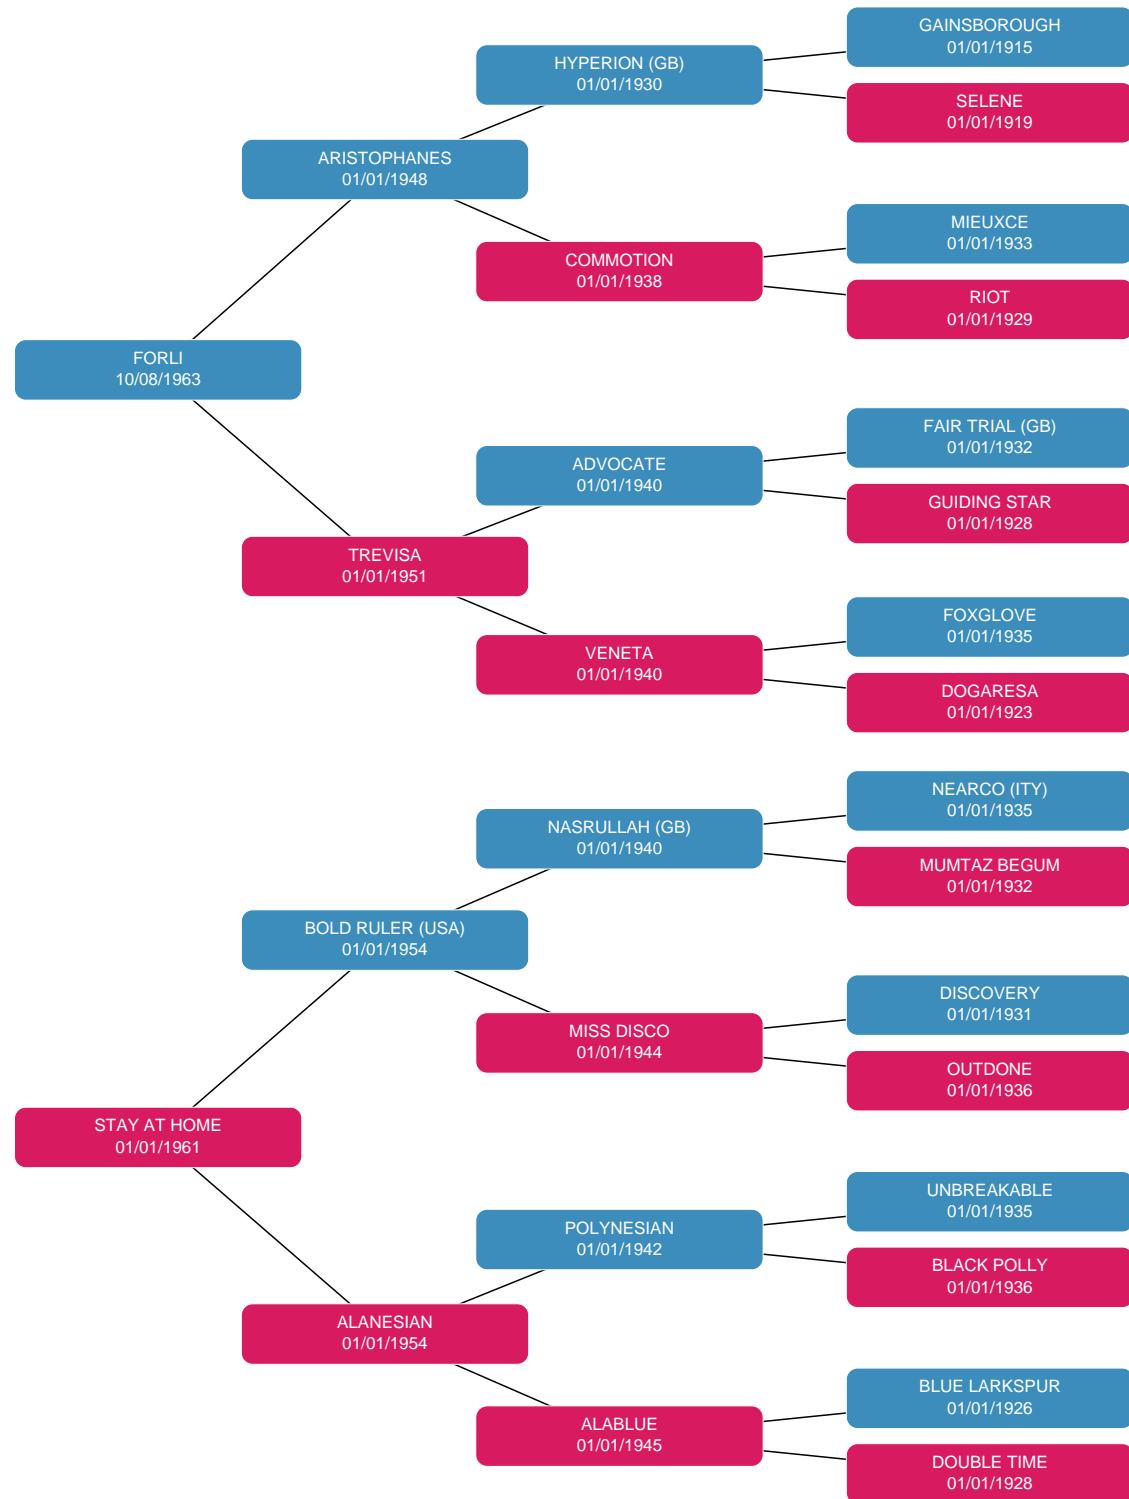 GAINSBOROUGH
01/01/1915
HYPERION (GB)
01/01/1930
SELENE
01/01/1919
ARISTOPHANES
01/01/1948
MIEUXCE
01/01/1933
COMMOTION
01/01/1938
RIOT
01/01/1929
FORLI
10/08/1963
FAIR TRIAL (GB)
01/01/1932
ADVOCATE
01/01/1940
GUIDING STAR
01/01/1928
TREVISA
01/01/1951
FOXGLOVE
01/01/1935
VENETA
01/01/1940
DOGARESA
01/01/1923
NEARCO (ITY)
01/01/1935
NASRULLAH (GB)
01/01/1940
MUMTAZ BEGUM
01/01/1932
BOLD RULER (USA)
01/01/1954
DISCOVERY
01/01/1931
MISS DISCO
01/01/1944
OUTDONE
01/01/1936
STAY AT HOME
01/01/1961
UNBREAKABLE
01/01/1935
POLYNESIAN
01/01/1942
BLACK POLLY
01/01/1936
ALANESIAN
01/01/1954
BLUE LARKSPUR
01/01/1926
ALABLUE
01/01/1945
DOUBLE TIME
01/01/1928